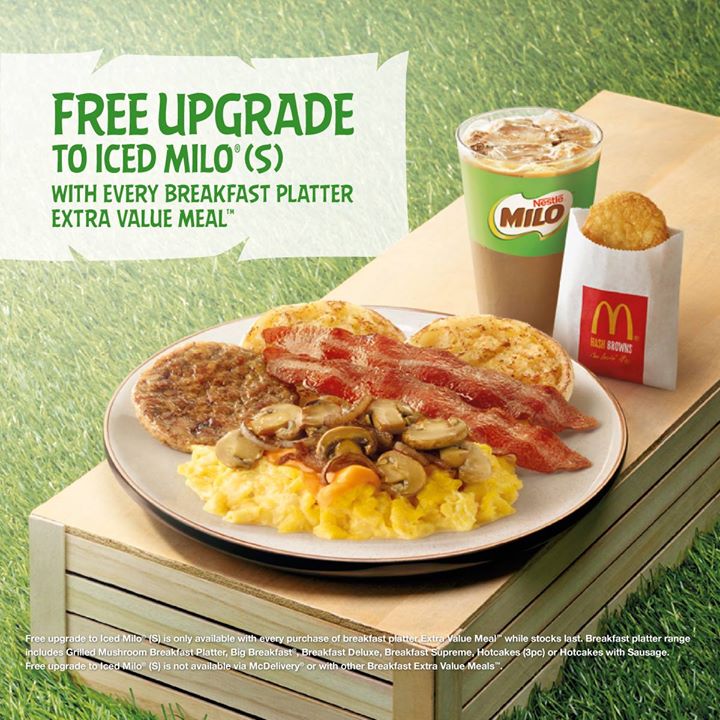 FREE UPGRADE
TO ICED MILO® (S)
WITH EVERY BREAKFAST PLATTER
EXTRA VALUE MEAL™
Nestlé
MILO
HASH BROWNS
i'm lovin' it
Free upgrade to Iced Milo® (S) is only available with every purchase of breakfast platter Extra Value Meal™ while stocks last. Breakfast platter range
includes Grilled Mushroom Breakfast Platter, Big Breakfast®, Breakfast Deluxe, Breakfast Supreme, Hotcakes (3pc) or Hotcakes with Sausage.
Free upgrade to Iced Milo® (S) is not available via McDelivery® or with other Breakfast Extra Value Meals™.